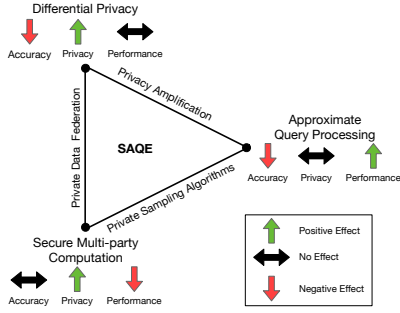 Differential Privacy
Accuracy Privacy Performance
Privacy Amplification
Private Data Federation
SAQE
Private Sampling Algorithms
Approximate
Query Processing
Accuracy Privacy Performance
Secure Multi-party
Computation
Accuracy Privacy Performance
Positive Effect
No Effect
Negative Effect